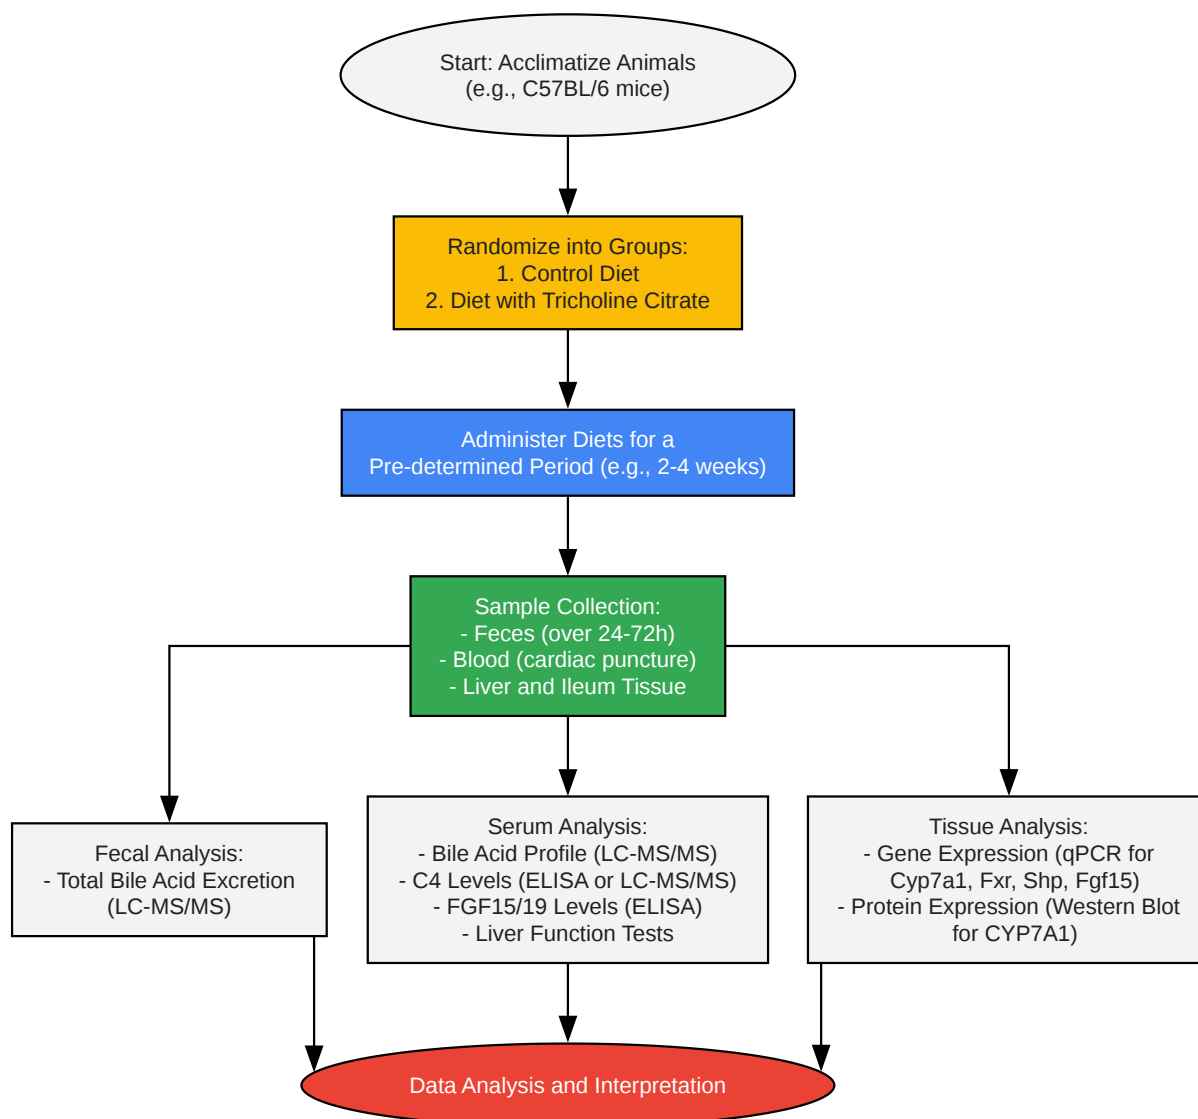 Start: Acclimatize Animals
(e.g., C57BL/6 mice)
Randomize into Groups:
1. Control Diet
2. Diet with Tricholine Citrate
Administer Diets for a
Pre-determined Period (e.g., 2-4 weeks)
Sample Collection:
- Feces (over 24-72h)
- Blood (cardiac puncture)
- Liver and Ileum Tissue
Fecal Analysis:
- Total Bile Acid Excretion
(LC-MS/MS)
Serum Analysis:
- Bile Acid Profile (LC-MS/MS)
- C4 Levels (ELISA or LC-MS/MS)
- FGF15/19 Levels (ELISA)
- Liver Function Tests
Tissue Analysis:
- Gene Expression (qPCR for
Cyp7a1, Fxr, Shp, Fgf15)
- Protein Expression (Western Blot
for CYP7A1)
Data Analysis and Interpretation